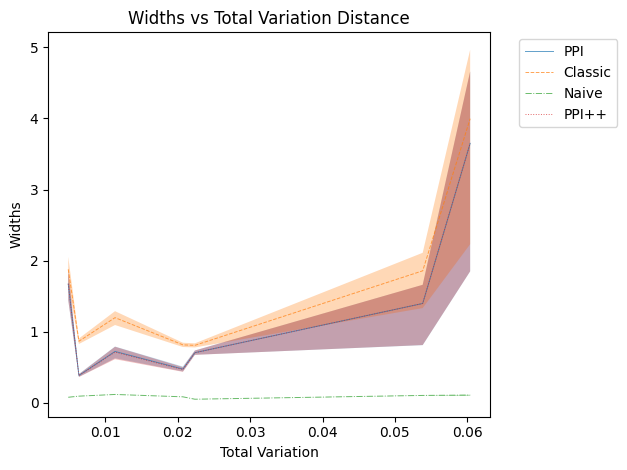 Widths vs Total Variation Distance
PPI
Classic
Naive
PPI++
Widths
5
4
3
2
1
0
0.01 0.02 0.03 0.04 0.05 0.06
Total Variation